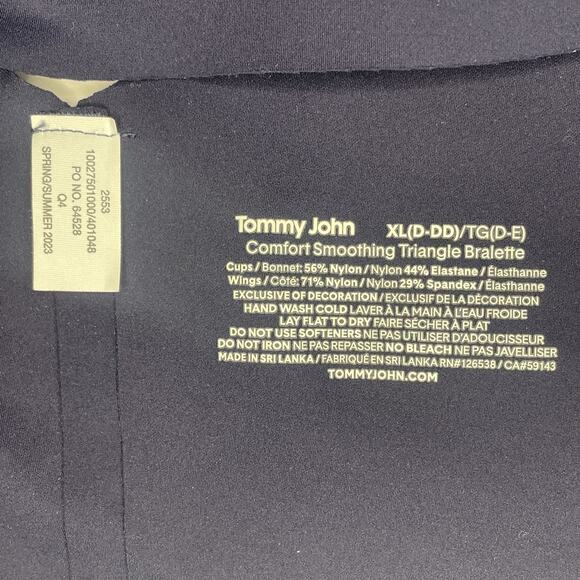 2553
10027501000/401048
PO NO. 64528
Q4
SPRING/SUMMER 2023
Tommy John XL(D-DD)/TG(D-E)
Comfort Smoothing Triangle Bralette
Cups / Bonnet: 56% Nylon / Nylon 44% Elastane / Élasthanne
Wings / Côté: 71% Nylon / Nylon 29% Spandex / Élasthanne
EXCLUSIVE OF DECORATION / EXCLUSIF DE LA DÉCORATION
HAND WASH COLD LAVER À LA MAIN À L'EAU FROIDE
LAY FLAT TO DRY FAIRE SÉCHER À PLAT
DO NOT USE SOFTENERS NE PAS UTILISER D'ADOUCISSEUR
DO NOT IRON NE PAS REPASSER NO BLEACH NE PAS JAVELLISER
MADE IN SRI LANKA / FABRIQUÉ EN SRI LANKA RN#126538 / CA#59143
TOMMYJOHN.COM